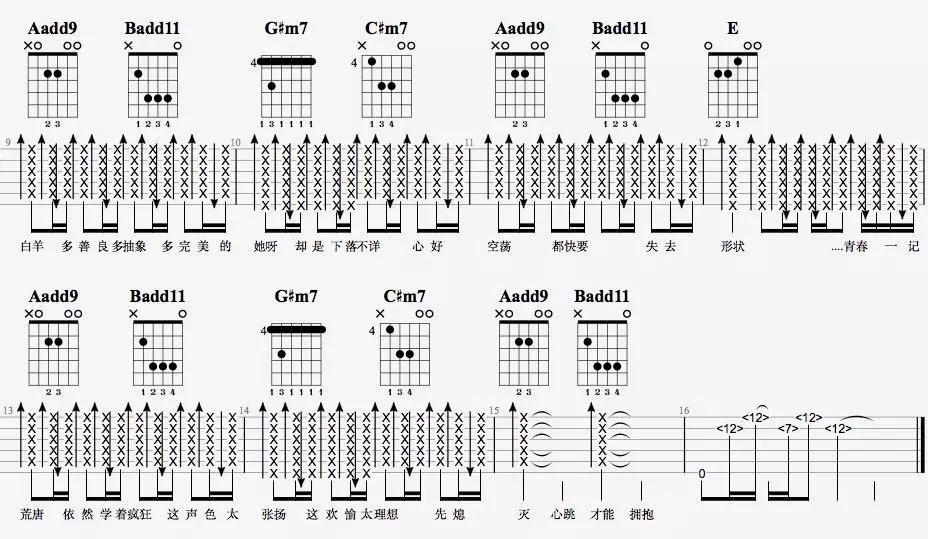 Aadd9 Badd11 G♯m7 C♯m7 Aadd9 Badd11 E
4 4
2 3 1 2 3 4 1 3 1 1 1 1 1 3 4 2 3 1 2 3 4 2 3 1
9 10 11 12
白羊 多 善 良 多 抽象 多 完 美 的 她呀 却 是 下 落 不详 心 好 空荡 都快要 失 去 形状 ....青春 一 记
Aadd9 Badd11 G♯m7 C♯m7 Aadd9 Badd11
4 4
2 3 1 2 3 4 1 3 1 1 1 1 1 3 4 2 3 1 2 3 4
13 14 15 16
<12> <12> <7> <12> <12>
0
荒唐 依 然 学 着 疯狂 这 声 色 太 张扬 这 欢 愉 太 理想 先 熄 灭 心跳 才能 拥抱